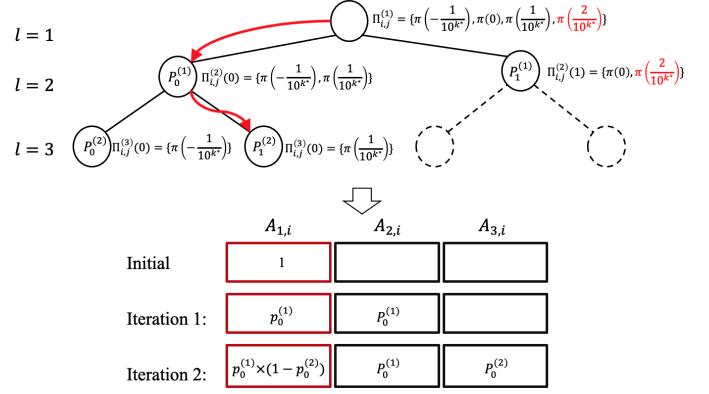 l = 1
Π_{i,j}^{(1)} = {π(−1/10^{k*}), π(0), π(1/10^{k*}), π(2/10^{k*})}
l = 2
P_0^{(1)} Π_{i,j}^{(2)}(0) = {π(−1/10^{k*}), π(1/10^{k*})}
P_1^{(1)} Π_{i,j}^{(2)}(1) = {π(0), π(2/10^{k*})}
l = 3
P_0^{(2)} Π_{i,j}^{(3)}(0) = {π(−1/10^{k*})}
P_1^{(2)} Π_{i,j}^{(3)}(0) = {π(1/10^{k*})}
A_{1,i} A_{2,i} A_{3,i}
Initial 1
Iteration 1: p_0^{(1)} P_0^{(1)}
Iteration 2: p_0^{(1)}×(1 − p_0^{(2)}) P_0^{(1)} P_0^{(2)}